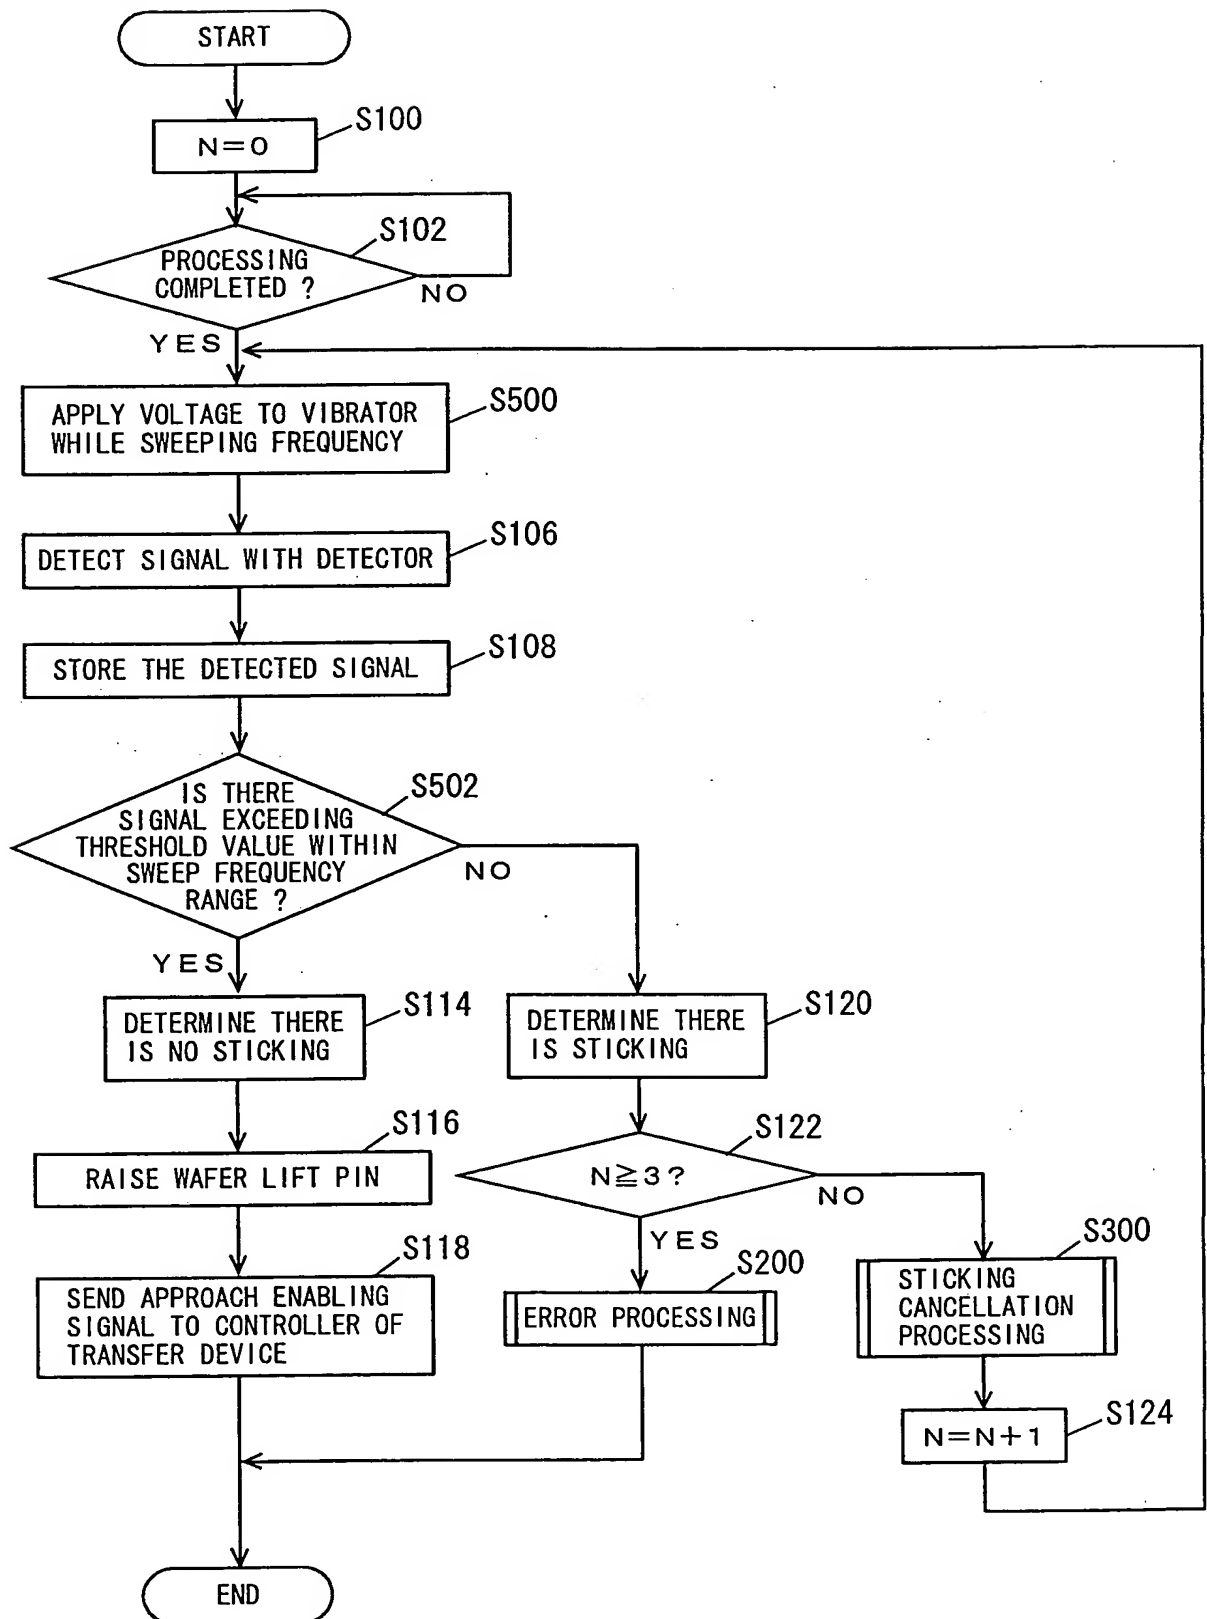 START
S100
N=0
S102
PROCESSING
COMPLETED ?
NO
YES
S500
APPLY VOLTAGE TO VIBRATOR
WHILE SWEEPING FREQUENCY
S106
DETECT SIGNAL WITH DETECTOR
S108
STORE THE DETECTED SIGNAL
S502
IS THERE
SIGNAL EXCEEDING
THRESHOLD VALUE WITHIN
SWEEP FREQUENCY
RANGE ?
NO
YES
S114
DETERMINE THERE
IS NO STICKING
S120
DETERMINE THERE
IS STICKING
S116
RAISE WAFER LIFT PIN
S122
N≧3?
NO
YES
S118
SEND APPROACH ENABLING
SIGNAL TO CONTROLLER OF
TRANSFER DEVICE
S200
ERROR PROCESSING
S300
STICKING
CANCELLATION
PROCESSING
S124
N=N+1
END